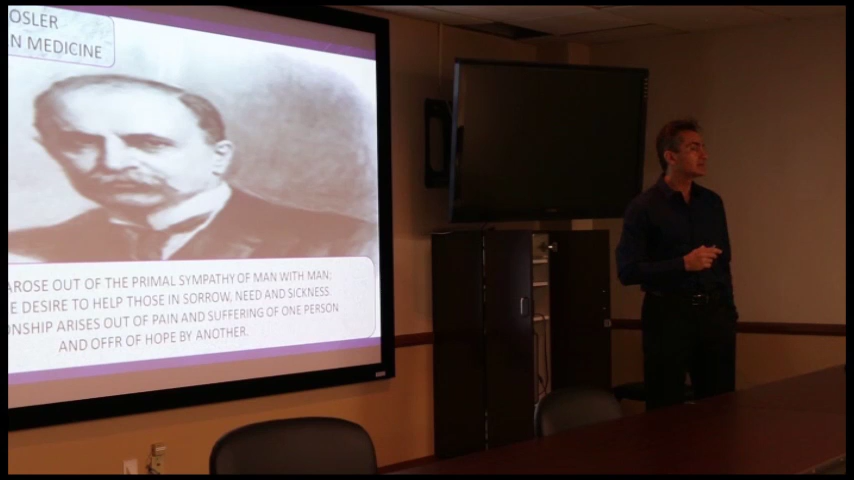 OSLER
N MEDICINE
AROSE OUT OF THE PRIMAL SYMPATHY OF MAN WITH MAN:
E DESIRE TO HELP THOSE IN SORROW, NEED AND SICKNESS
ONSHIP ARISES OUT OF PAIN AND SUFFERING OF ONE PERSON
AND OFFR OF HOPE BY ANOTHER.